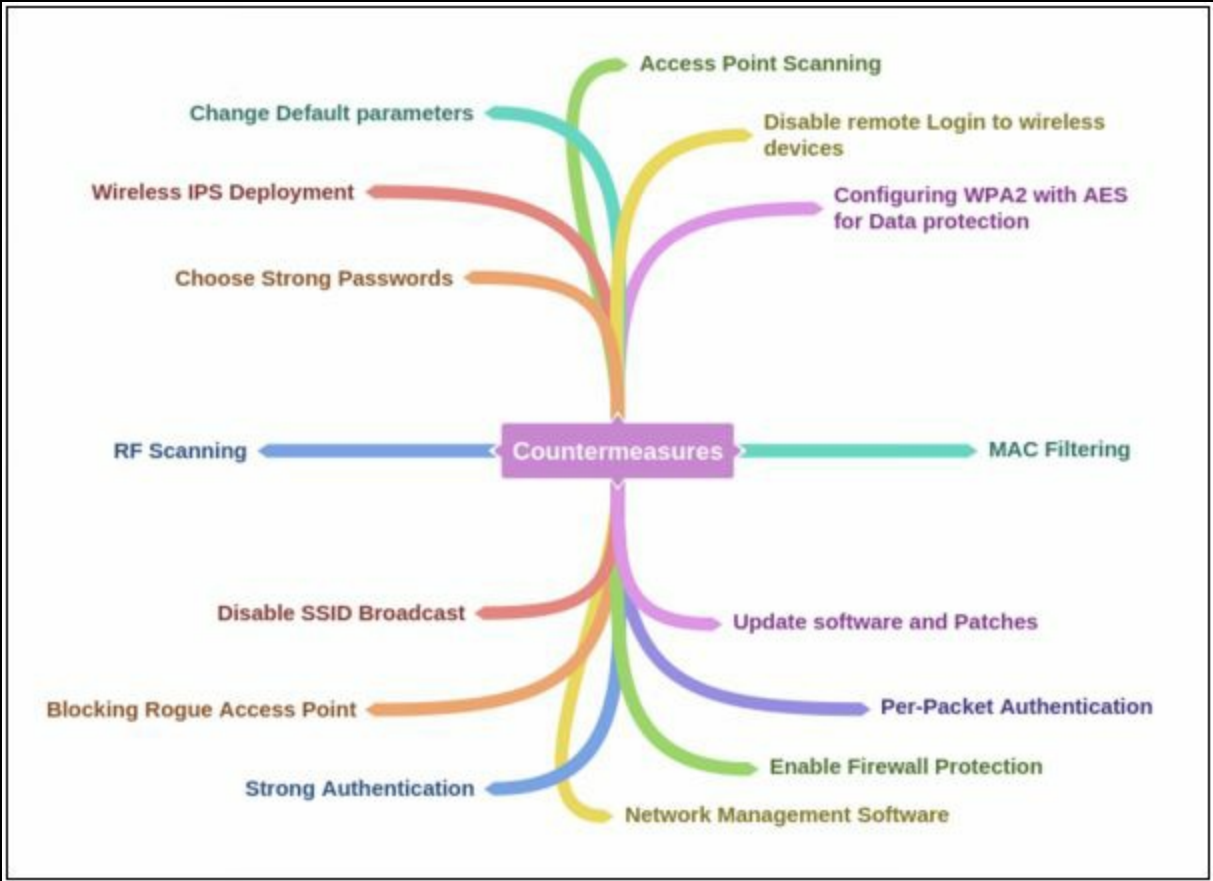 Access Point Scanning
Change Default parameters
Disable remote Login to wireless
devices
Wireless IPS Deployment
Configuring WPA2 with AES
for Data protection
Choose Strong Passwords
RF Scanning
Countermeasures
MAC Filtering
Disable SSID Broadcast
Update software and Patches
Blocking Rogue Access Point
Per-Packet Authentication
Enable Firewall Protection
Strong Authentication
Network Management Software